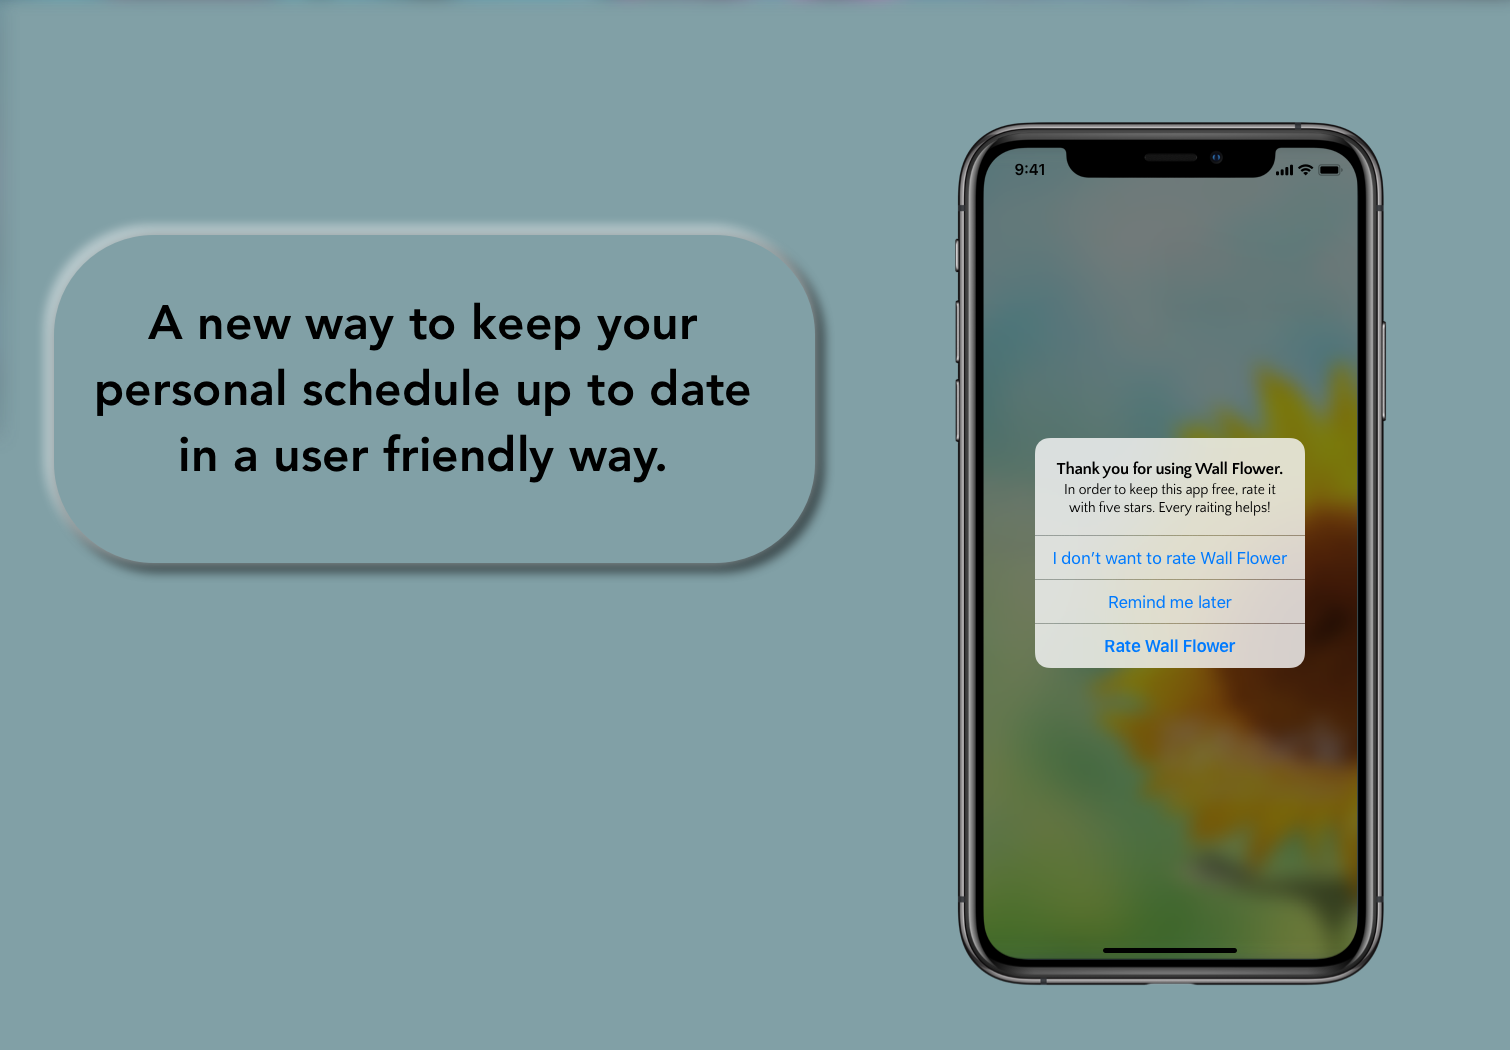 A new way to keep your
personal schedule up to date
in a user friendly way.
9:41
Thank you for using Wall Flower.
In order to keep this app free, rate it
with five stars. Every raiting helps!
I don’t want to rate Wall Flower
Remind me later
Rate Wall Flower